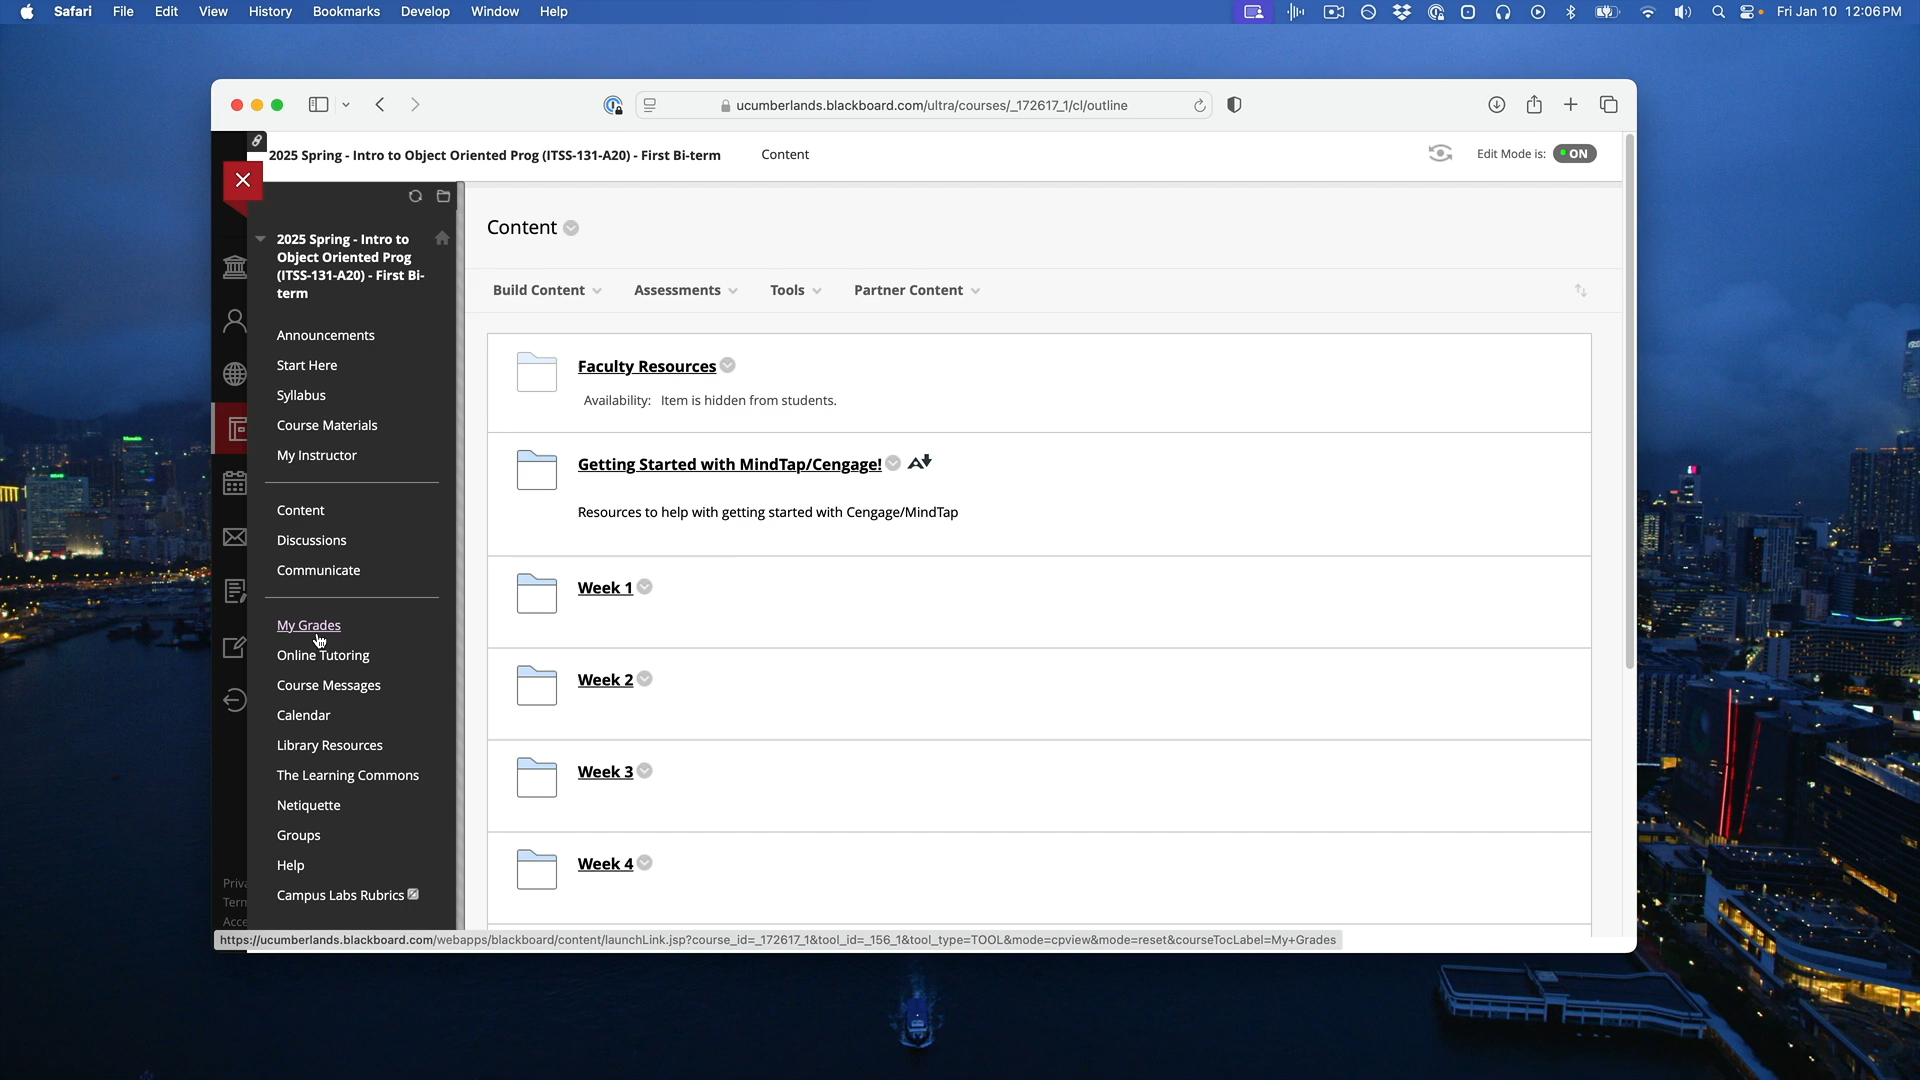 Safari File Edit View History Bookmarks Develop Window Help Fri Jan 10 12:06 PM
ucumberlands.blackboard.com/ultra/courses/_172617_1/cl/outline
2025 Spring - Intro to Object Oriented Prog (ITSS-131-A20) - First Bi-term Content Edit Mode is: ON
2025 Spring - Intro to
Object Oriented Prog
(ITSS-131-A20) - First Bi-
term
Announcements
Start Here
Syllabus
Course Materials
My Instructor
Content
Discussions
Communicate
My Grades
Online Tutoring
Course Messages
Calendar
Library Resources
The Learning Commons
Netiquette
Groups
Help
Campus Labs Rubrics
Priva
Term
Acce
Content
Build Content Assessments Tools Partner Content
Faculty Resources
Availability: Item is hidden from students.
Getting Started with MindTap/Cengage!
Resources to help with getting started with Cengage/MindTap
Week 1
Week 2
Week 3
Week 4
https://ucumberlands.blackboard.com/webapps/blackboard/content/launchLink.jsp?course_id=_172617_1&tool_id=_156_1&tool_type=TOOL&mode=cpview&mode=reset&courseTocLabel=My+Grades